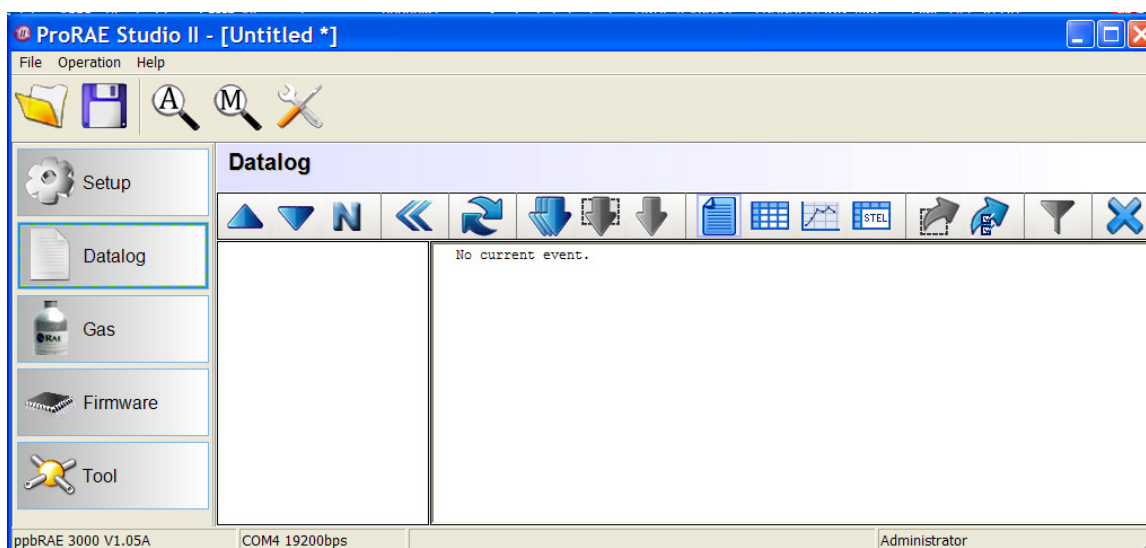 ProRAE Studio II - [Untitled *]
File Operation Help
A M
Setup
Datalog
Gas
Firmware
Tool
Datalog
N STEL
No current event.
RAE
ppbRAE 3000 V1.05A COM4 19200bps Administrator